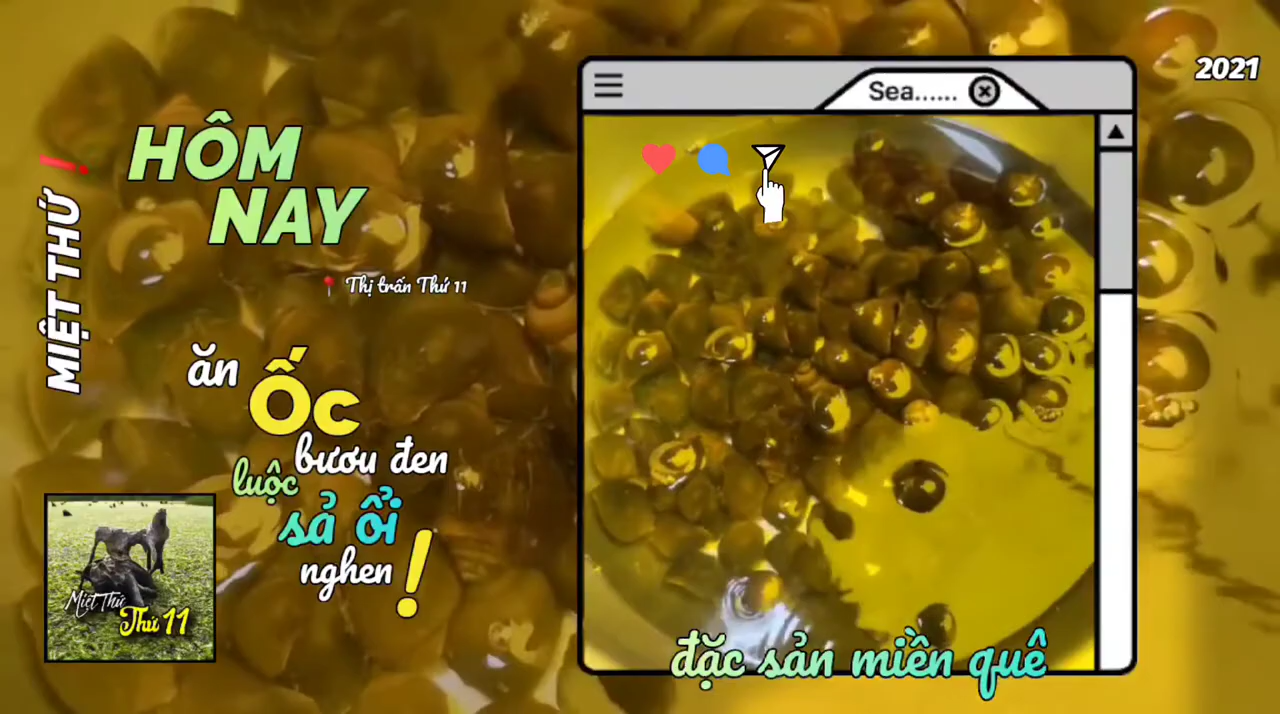 2021
Sea......
MIỆT THỨ !
HÔM
NAY
Thị trấn Thứ 11
ăn
Ốc
bươu đen
luộc
sả ổi
nghen !
Miệt Thứ
Thứ 11
đặc sản miền quê